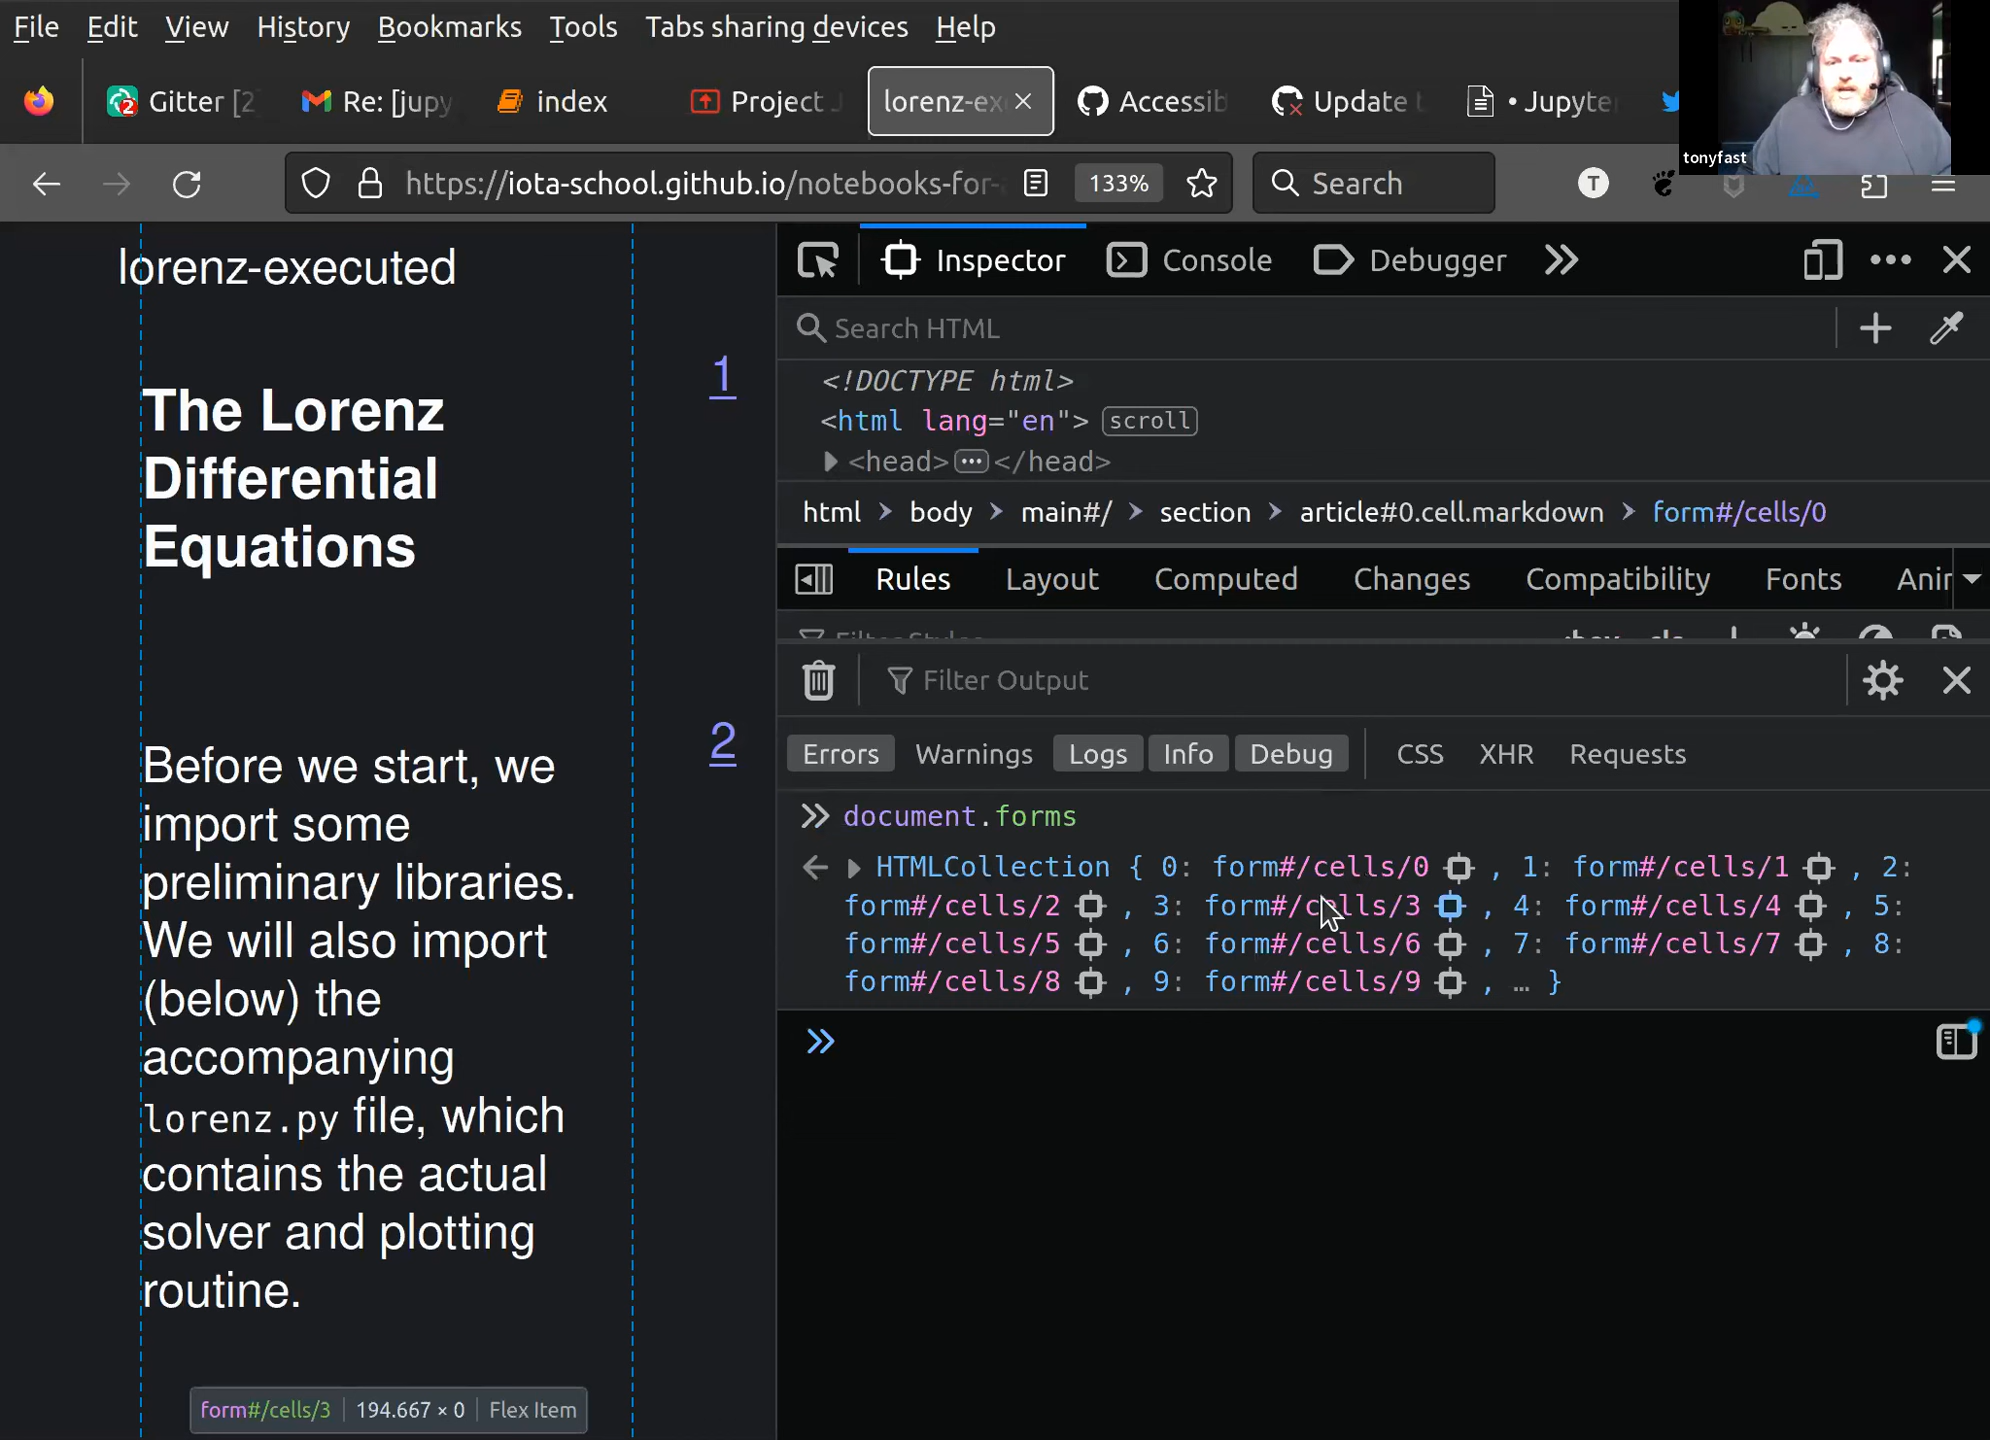 File Edit View History Bookmarks Tools Tabs sharing devices Help
tonyfast
2 Gitter [2 Re: [jupy index Project lorenz-ex Accessib Update Jupyte
https://iota-school.github.io/notebooks-for- 133% Search T
lorenz-executed
1
The Lorenz
Differential
Equations
2
Before we start, we
import some
preliminary libraries.
We will also import
(below) the
accompanying
lorenz.py file, which
contains the actual
solver and plotting
routine.
form#/cells/3 194.667 × 0 Flex Item
Inspector Console Debugger
Search HTML
<!DOCTYPE html>
<html lang="en"> scroll
<head> ··· </head>
html > body > main#/ > section > article#0.cell.markdown > form#/cells/0
Rules Layout Computed Changes Compatibility Fonts Anir
Filter Styles :hov .cls
Filter Output
Errors Warnings Logs Info Debug CSS XHR Requests
>> document.forms
HTMLCollection { 0: form#/cells/0 , 1: form#/cells/1 , 2:
form#/cells/2 , 3: form#/cells/3 , 4: form#/cells/4 , 5:
form#/cells/5 , 6: form#/cells/6 , 7: form#/cells/7 , 8:
form#/cells/8 , 9: form#/cells/9 , … }
>>